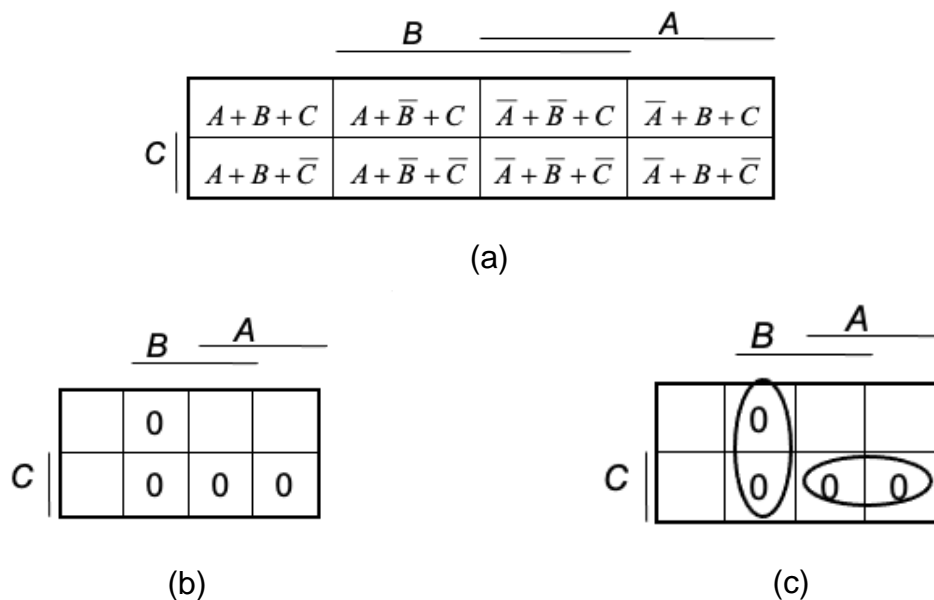 B A
A + B + C A + B̅ + C A̅ + B̅ + C A̅ + B + C
C
A + B + C̅ A + B̅ + C̅ A̅ + B̅ + C̅ A̅ + B + C̅
(a)
B A
0
C 0 0 0
(b)
B A
0
C 0 0 0
(c)